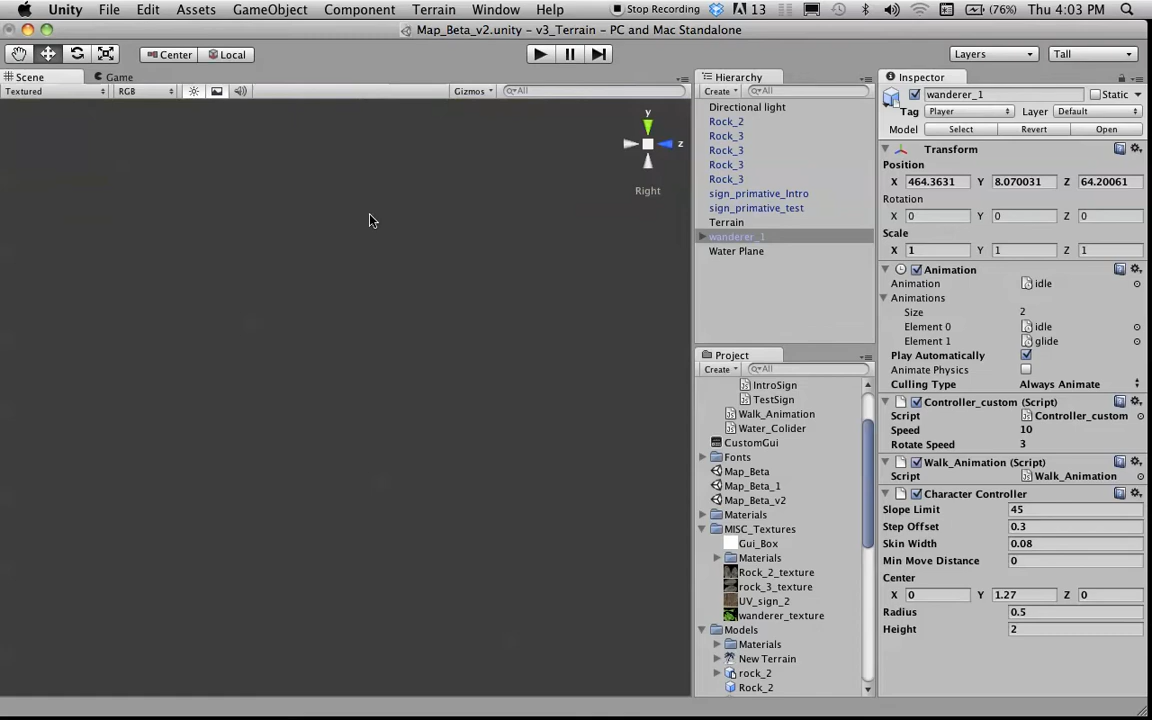 Unity File Edit Assets GameObject Component Terrain Window Help Stop Recording 13 (76%) Thu 4:03 PM
Map_Beta_v2.unity - v3_Terrain - PC and Mac Standalone
Center Local Layers Tall
Scene Game
Textured RGB Gizmos All
y
z
Right
Hierarchy
Create All
Directional light
Rock_2
Rock_3
Rock_3
Rock_3
Rock_3
sign_primative_Intro
sign_primative_test
Terrain
wanderer_1
Water Plane
Project
Create All
IntroSign
TestSign
Walk_Animation
Water_Colider
CustomGui
Fonts
Map_Beta
Map_Beta_1
Map_Beta_v2
Materials
MISC_Textures
Gui_Box
Materials
Rock_2_texture
rock_3_texture
UV_sign_2
wanderer_texture
Models
Materials
New Terrain
rock_2
Rock_2
Inspector
wanderer_1 Static
Tag Player Layer Default
Model Select Revert Open
Transform
Position
X 464.3631 Y 8.070031 Z 64.20061
Rotation
X 0 Y 0 Z 0
Scale
X 1 Y 1 Z 1
Animation
Animation idle
Animations
Size 2
Element 0 idle
Element 1 glide
Play Automatically
Animate Physics
Culling Type Always Animate
Controller_custom (Script)
Script Controller_custom
Speed 10
Rotate Speed 3
Walk_Animation (Script)
Script Walk_Animation
Character Controller
Slope Limit 45
Step Offset 0.3
Skin Width 0.08
Min Move Distance 0
Center
X 0 Y 1.27 Z 0
Radius 0.5
Height 2